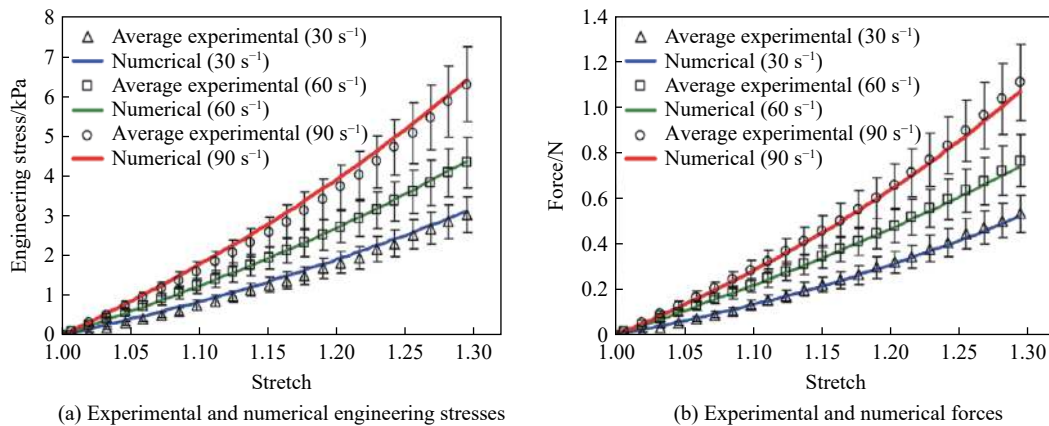 8
7
6
5
4
3
2
1
0
Engineering stress/kPa
Average experimental (30 s⁻¹)
Numcrical (30 s⁻¹)
Average experimental (60 s⁻¹)
Numcrical (60 s⁻¹)
Average experimental (90 s⁻¹)
Numerical (90 s⁻¹)
1.00 1.05 1.10 1.15 1.20 1.25 1.30
Stretch
(a) Experimental and numerical engineering stresses
1.4
1.2
1.0
0.8
0.6
0.4
0.2
0
Force/N
Average experimental (30 s⁻¹)
Numerical (30 s⁻¹)
Average experimental (60 s⁻¹)
Numerical (60 s⁻¹)
Average experimental (90 s⁻¹)
Numerical (90 s⁻¹)
1.00 1.05 1.10 1.15 1.20 1.25 1.30
Stretch
(b) Experimental and numerical forces